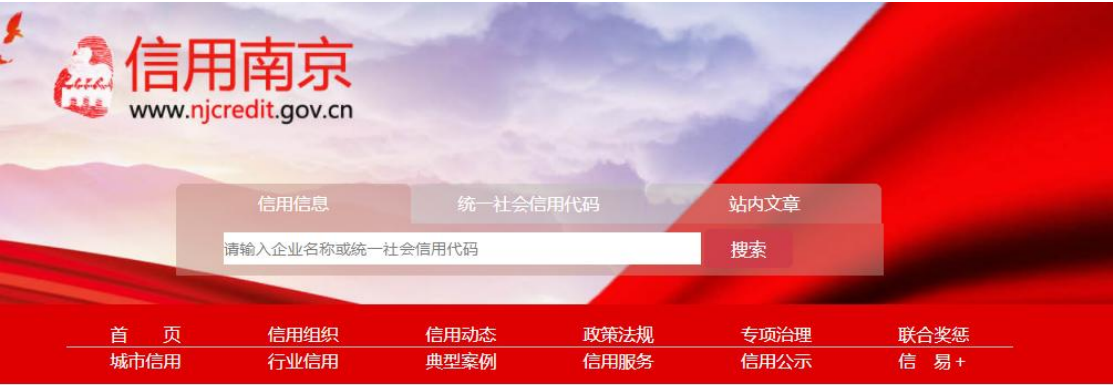 信用南京
www.njcredit.gov.cn
信用信息 统一社会信用代码 站内文章
请输入企业名称或统一社会信用代码 搜索
首 页 信用组织 信用动态 政策法规 专项治理 联合奖惩
城市信用 行业信用 典型案例 信用服务 信用公示 信 易+